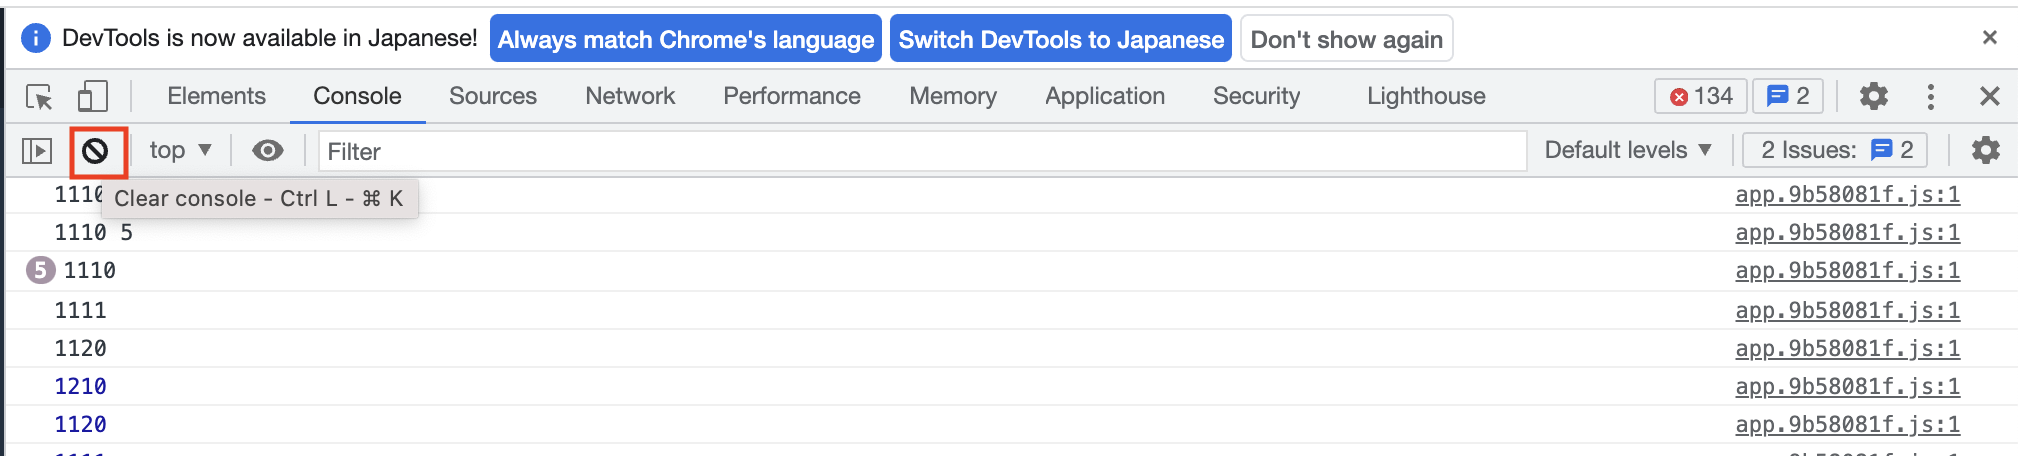 DevTools is now available in Japanese! Always match Chrome's language Switch DevTools to Japanese Don't show again
Elements Console Sources Network Performance Memory Application Security Lighthouse 134 2
top Filter Default levels 2 Issues: 2
1110 app.9b58081f.js:1
Clear console - Ctrl L - ⌘ K
1110 5 app.9b58081f.js:1
5 1110 app.9b58081f.js:1
1111 app.9b58081f.js:1
1120 app.9b58081f.js:1
1210 app.9b58081f.js:1
1120 app.9b58081f.js:1